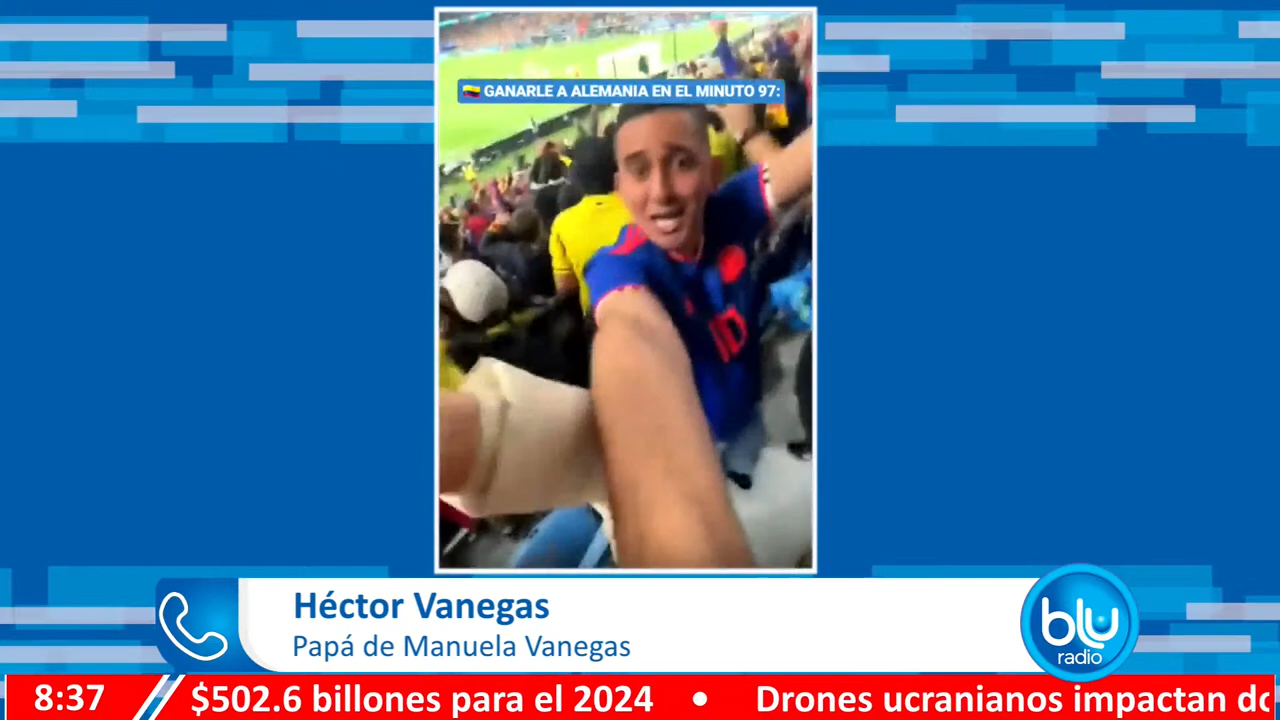 GANARLE A ALEMANIA EN EL MINUTO 97:
10
Héctor Vanegas
Papá de Manuela Vanegas
blu
radio
8:37
$502.6 billones para el 2024 • Drones ucranianos impactan